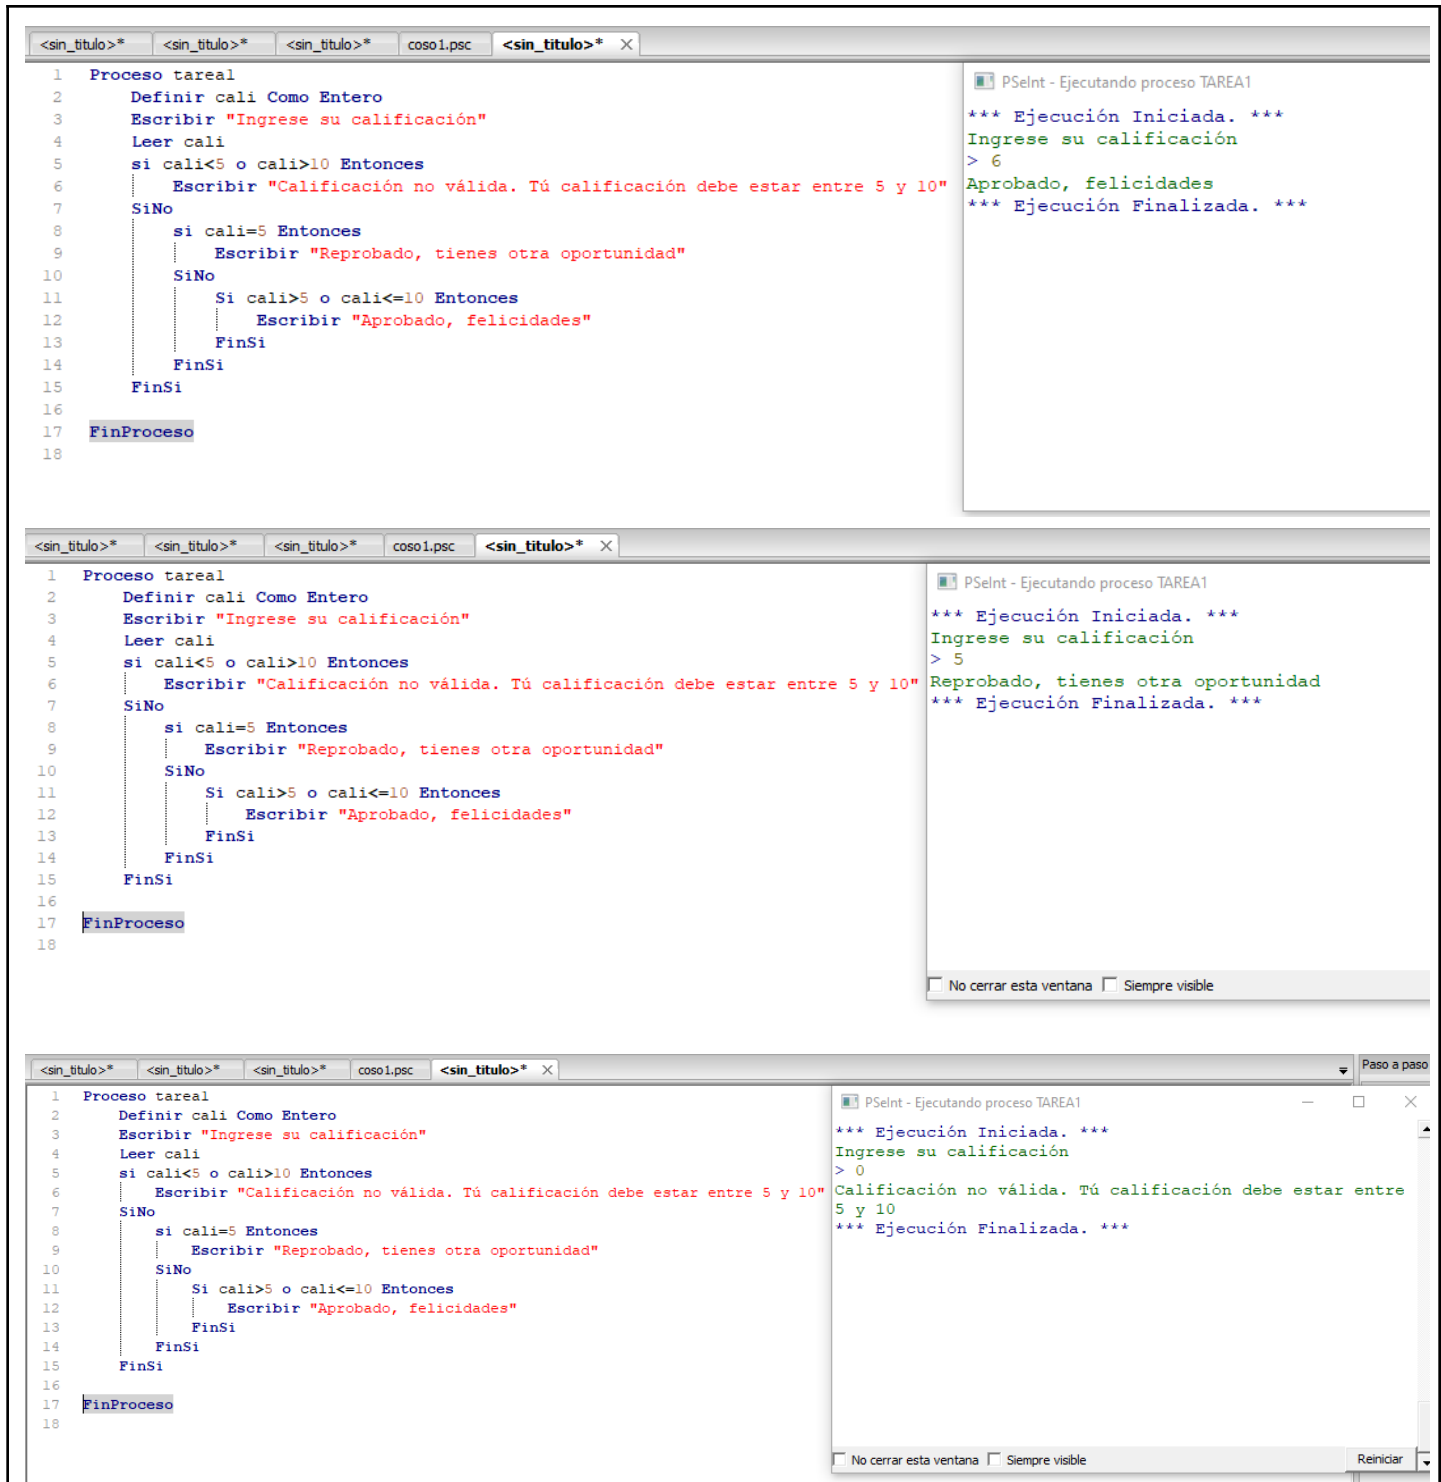 <sin_titulo>* <sin_titulo>* <sin_titulo>* coso1.psc <sin_titulo>*
1 Proceso tarea1
2 Definir cali Como Entero
3 Escribir "Ingrese su calificación"
4 Leer cali
5 si cali<5 o cali>10 Entonces
6 Escribir "Calificación no válida. Tú calificación debe estar entre 5 y 10"
7 SiNo
8 si cali=5 Entonces
9 Escribir "Reprobado, tienes otra oportunidad"
10 SiNo
11 Si cali>5 o cali<=10 Entonces
12 Escribir "Aprobado, felicidades"
13 FinSi
14 FinSi
15 FinSi
16
17 FinProceso
18
PSeInt - Ejecutando proceso TAREA1
*** Ejecución Iniciada. ***
Ingrese su calificación
> 6
Aprobado, felicidades
*** Ejecución Finalizada. ***
<sin_titulo>* <sin_titulo>* <sin_titulo>* coso1.psc <sin_titulo>*
1 Proceso tarea1
2 Definir cali Como Entero
3 Escribir "Ingrese su calificación"
4 Leer cali
5 si cali<5 o cali>10 Entonces
6 Escribir "Calificación no válida. Tú calificación debe estar entre 5 y 10"
7 SiNo
8 si cali=5 Entonces
9 Escribir "Reprobado, tienes otra oportunidad"
10 SiNo
11 Si cali>5 o cali<=10 Entonces
12 Escribir "Aprobado, felicidades"
13 FinSi
14 FinSi
15 FinSi
16
17 FinProceso
18
PSeInt - Ejecutando proceso TAREA1
*** Ejecución Iniciada. ***
Ingrese su calificación
> 5
Reprobado, tienes otra oportunidad
*** Ejecución Finalizada. ***
No cerrar esta ventana Siempre visible
<sin_titulo>* <sin_titulo>* <sin_titulo>* coso1.psc <sin_titulo>*
Paso a paso
1 Proceso tarea1
2 Definir cali Como Entero
3 Escribir "Ingrese su calificación"
4 Leer cali
5 si cali<5 o cali>10 Entonces
6 Escribir "Calificación no válida. Tú calificación debe estar entre 5 y 10"
7 SiNo
8 si cali=5 Entonces
9 Escribir "Reprobado, tienes otra oportunidad"
10 SiNo
11 Si cali>5 o cali<=10 Entonces
12 Escribir "Aprobado, felicidades"
13 FinSi
14 FinSi
15 FinSi
16
17 FinProceso
18
PSeInt - Ejecutando proceso TAREA1
*** Ejecución Iniciada. ***
Ingrese su calificación
> 0
Calificación no válida. Tú calificación debe estar entre
5 y 10
*** Ejecución Finalizada. ***
No cerrar esta ventana Siempre visible Reiniciar